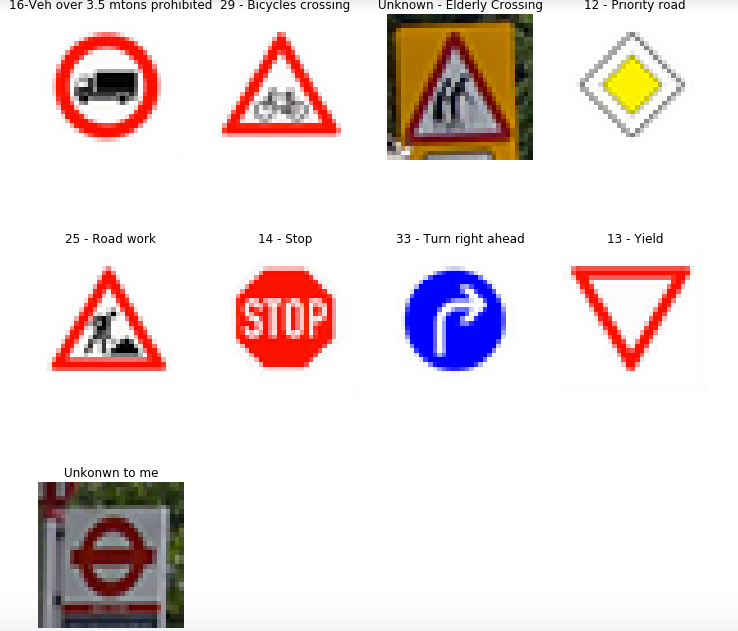 16-Veh over 3.5 mtons prohibited
29 - Bicycles crossing
Unknown - Elderly Crossing
12 - Priority road
25 - Road work
14 - Stop
33 - Turn right ahead
13 - Yield
STOP
Unkonwn to me